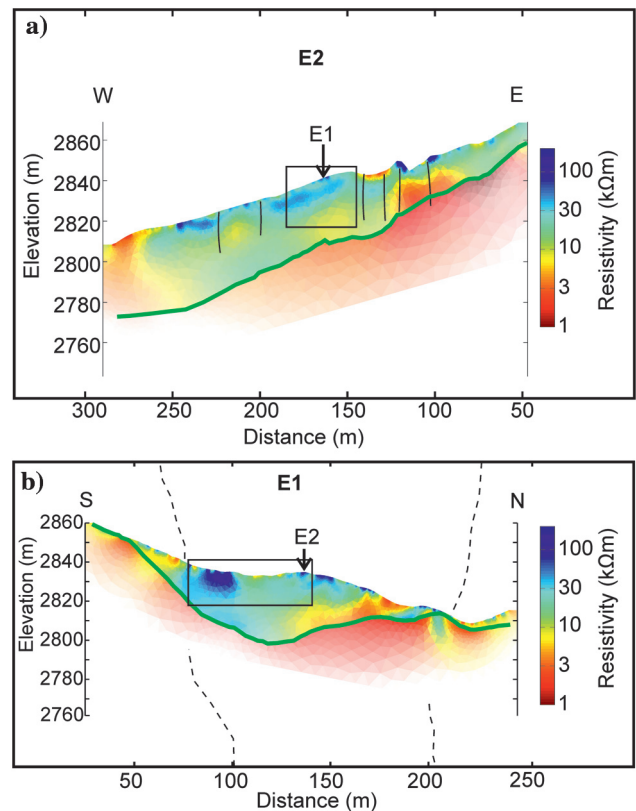 a)
E2
W
E
E1
2860
2840
2820
2800
2780
2760
Elevation (m)
100
30
10
3
1
Resistivity (kΩm)
300
250
200
150
100
50
Distance (m)
b)
E1
S
N
E2
2860
2840
2820
2800
2780
2760
Elevation (m)
100
30
10
3
1
Resistivity (kΩm)
50
100
150
200
250
Distance (m)